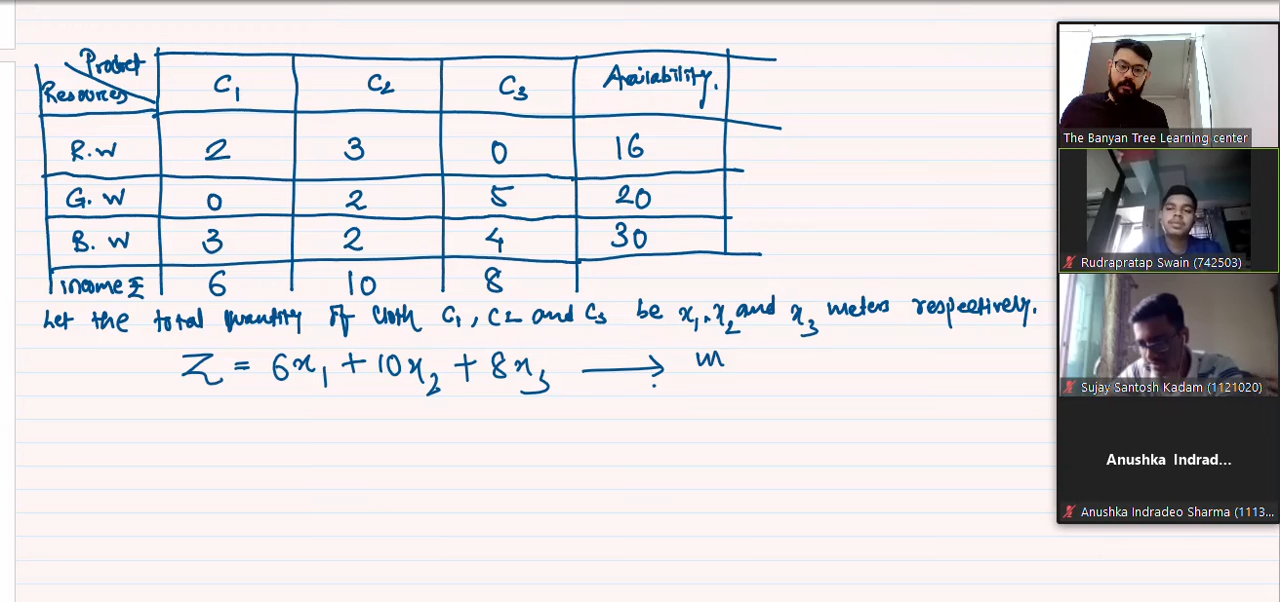 Product
Resources
C1 C2 C3 Availability.
R.W 2 3 0 16
G.W 0 2 5 20
B.W 3 2 4 30
income Σ 6 10 8
Let the total quantity of cloth C1, C2 and C3 be x1, x2 and x3 meters respectively.
Z = 6x1 + 10x2 + 8x3 → m
The Banyan Tree Learning center
Rudrapratap Swain (742503)
Sujay Santosh Kadam (1121020)
Anushka Indrad...
Anushka Indradeo Sharma (1113...